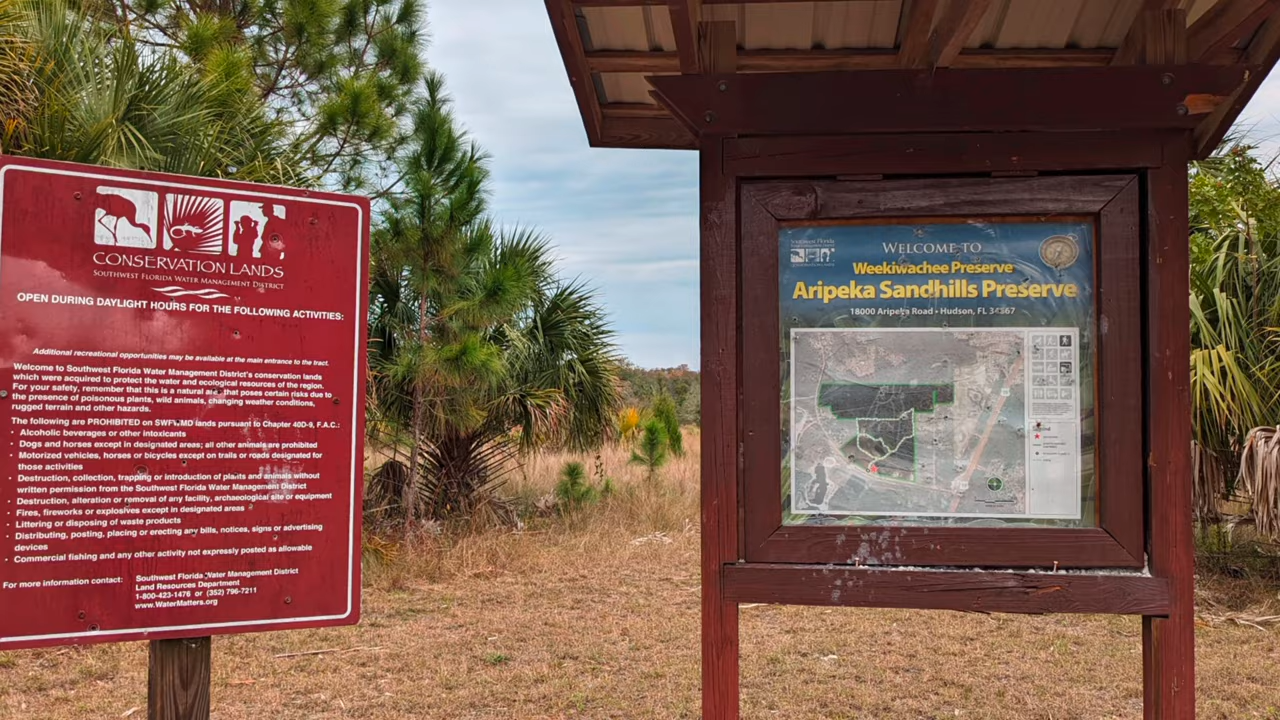 CONSERVATION LANDS
SOUTHWEST FLORIDA WATER MANAGEMENT DISTRICT
OPEN DURING DAYLIGHT HOURS FOR THE FOLLOWING ACTIVITIES:
Additional recreational opportunities may be available at the main entrance to the tract.
Welcome to Southwest Florida Water Management District's conservation lands
which were acquired to protect the water and ecological resources of the region.
For your safety, remember that this is a natural area that poses certain risks due to
the presence of poisonous plants, wild animals, changing weather conditions,
rugged terrain and other hazards.
The following are PROHIBITED on SWFWMD lands pursuant to Chapter 40D-9, F.A.C.:
• Alcoholic beverages or other intoxicants
• Dogs and horses except in designated areas; all other animals are prohibited
• Motorized vehicles, horses or bicycles except on trails or roads designated for
those activities
• Destruction, collection, trapping or introduction of plants and animals without
written permission from the Southwest Florida Water Management District
• Destruction, alteration or removal of any facility, archaeological site or equipment
• Fires, fireworks or explosives except in designated areas
• Littering or disposing of waste products
• Distributing, posting, placing or erecting any bills, notices, signs or advertising
devices
• Commercial fishing and any other activity not expressly posted as allowable
For more information contact: Southwest Florida Water Management District
Land Resources Department
1-800-423-1476 or (352) 796-7211
www.WaterMatters.org
Southwest Florida
WELCOME TO
Weekiwachee Preserve
Aripeka Sandhills Preserve
18000 Aripeka Road • Hudson, FL 34367